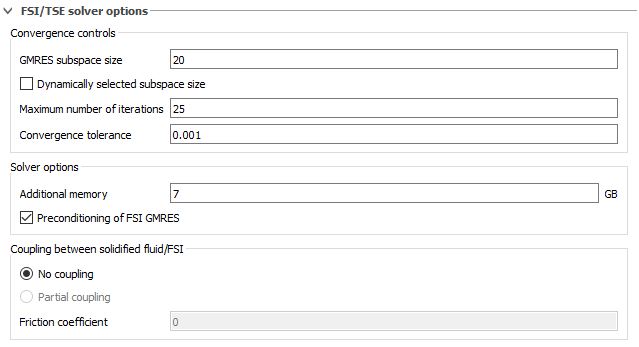 FSI/TSE solver options
Convergence controls
GMRES subspace size 20
Dynamically selected subspace size
Maximum number of iterations 25
Convergence tolerance 0.001
Solver options
Additional memory 7 GB
Preconditioning of FSI GMRES
Coupling between solidified fluid/FSI
No coupling
Partial coupling
Friction coefficient 0